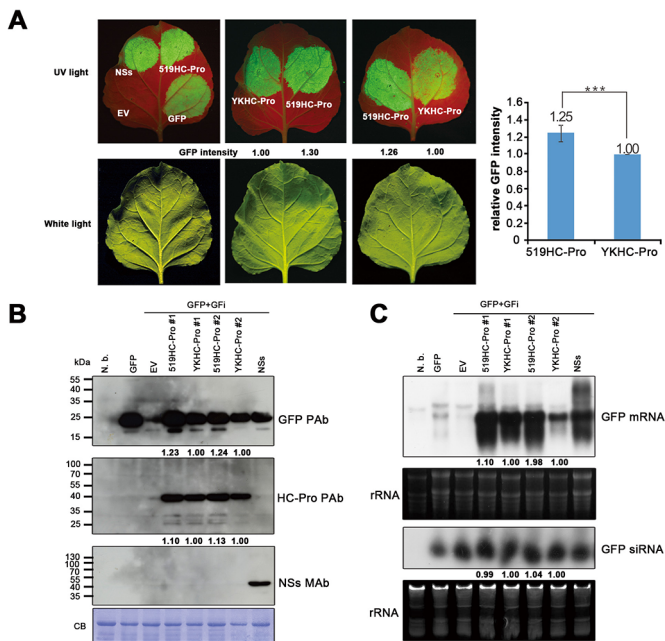 A
UV light
NSs
519HC-Pro
EV
GFP
YKHC-Pro
519HC-Pro
519HC-Pro
YKHC-Pro
GFP intensity 1.00 1.30 1.26 1.00
White light
relative GFP intensity
1.6
1.4
1.2
1
0.8
0.6
0.4
0.2
0
***
1.25
1.00
519HC-Pro YKHC-Pro
B
GFP+GFi
kDa
N. b.
GFP
EV
519HC-Pro #1
YKHC-Pro #1
519HC-Pro #2
YKHC-Pro #2
NSs
55
40
35
25
15
GFP PAb
1.23 1.00 1.24 1.00
100
70
55
40
35
25
HC-Pro PAb
1.10 1.00 1.13 1.00
130
100
70
55
40
35
NSs MAb
CB
C
GFP+GFi
N. b.
GFP
EV
519HC-Pro #1
YKHC-Pro #1
519HC-Pro #2
YKHC-Pro #2
NSs
GFP mRNA
1.10 1.00 1.98 1.00
rRNA
GFP siRNA
0.99 1.00 1.04 1.00
rRNA